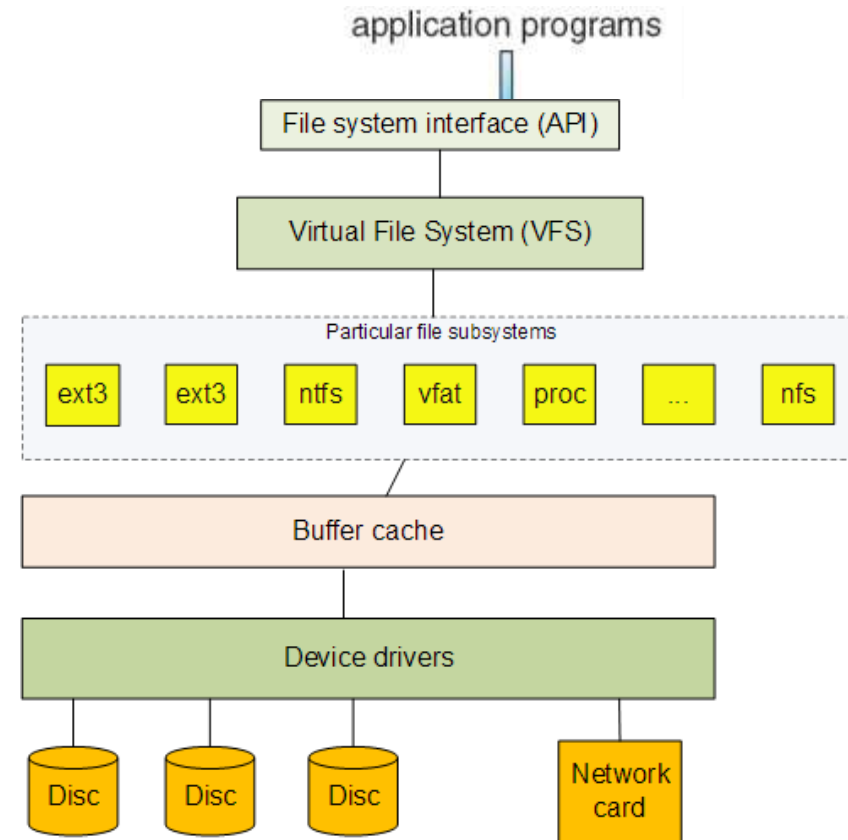 application programs
File system interface (API)
Virtual File System (VFS)
Particular file subsystems
ext3 ext3 ntfs vfat proc ... nfs
Buffer cache
Device drivers
Disc Disc Disc Network
card